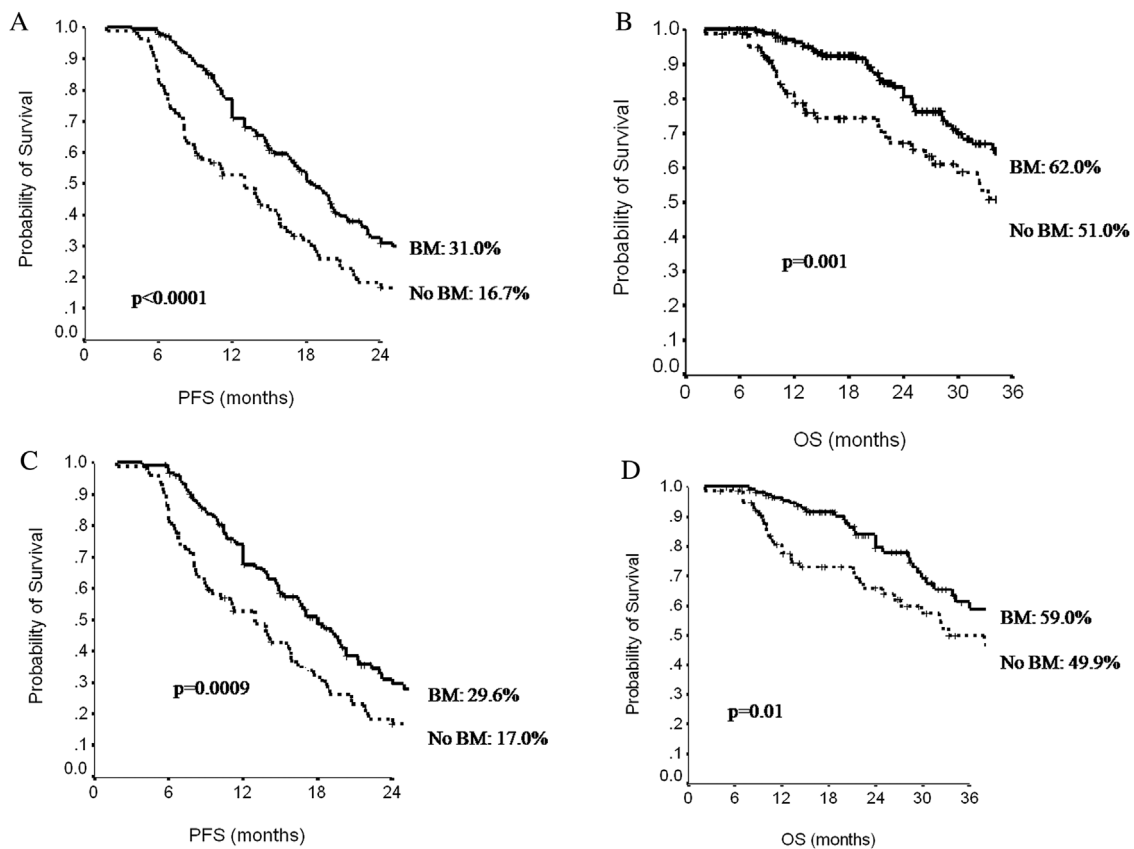 A
Probability of Survival
1.0
.9
.8
.7
.6
.5
.4
.3
.2
.1
0.0
0 6 12 18 24
PFS (months)
BM: 31.0%
No BM: 16.7%
p<0.0001
B
Probability of Survival
1.0
.9
.8
.7
.6
.5
.4
.3
.2
.1
0.0
0 6 12 18 24 30 36
OS (months)
BM: 62.0%
No BM: 51.0%
p=0.001
C
Probability of Survival
1.0
.9
.8
.7
.6
.5
.4
.3
.2
.1
0.0
0 6 12 18 24
PFS (months)
BM: 29.6%
No BM: 17.0%
p=0.0009
D
Probability of Survival
1.0
.9
.8
.7
.6
.5
.4
.3
.2
.1
0.0
0 6 12 18 24 30 36
OS (months)
BM: 59.0%
No BM: 49.9%
p=0.01